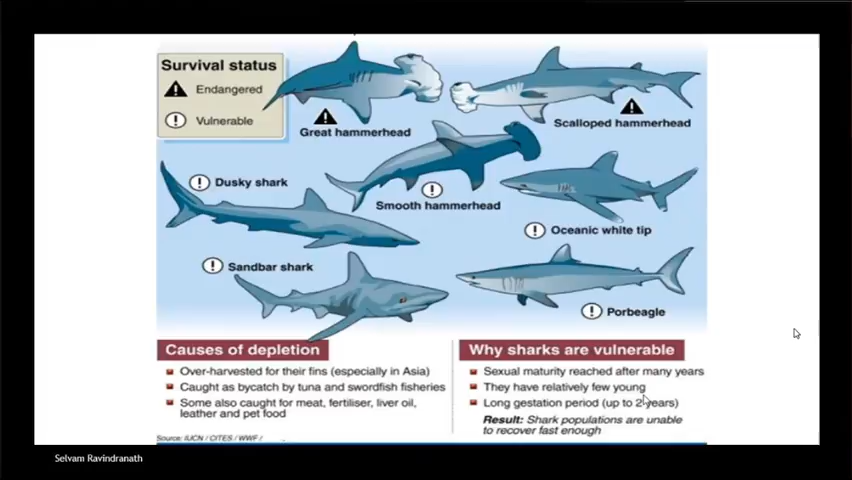 Survival status
Endangered
Vulnerable
Great hammerhead
Scalloped hammerhead
Dusky shark
Smooth hammerhead
Oceanic white tip
Sandbar shark
Porbeagle
Causes of depletion
Over-harvested for their fins (especially in Asia)
Caught as bycatch by tuna and swordfish fisheries
Some also caught for meat, fertiliser, liver oil,
leather and pet food
Source: IUCN / CITES / WWF /
Why sharks are vulnerable
Sexual maturity reached after many years
They have relatively few young
Long gestation period (up to 2 years)
Result: Shark populations are unable
to recover fast enough
Selvam Ravindranath